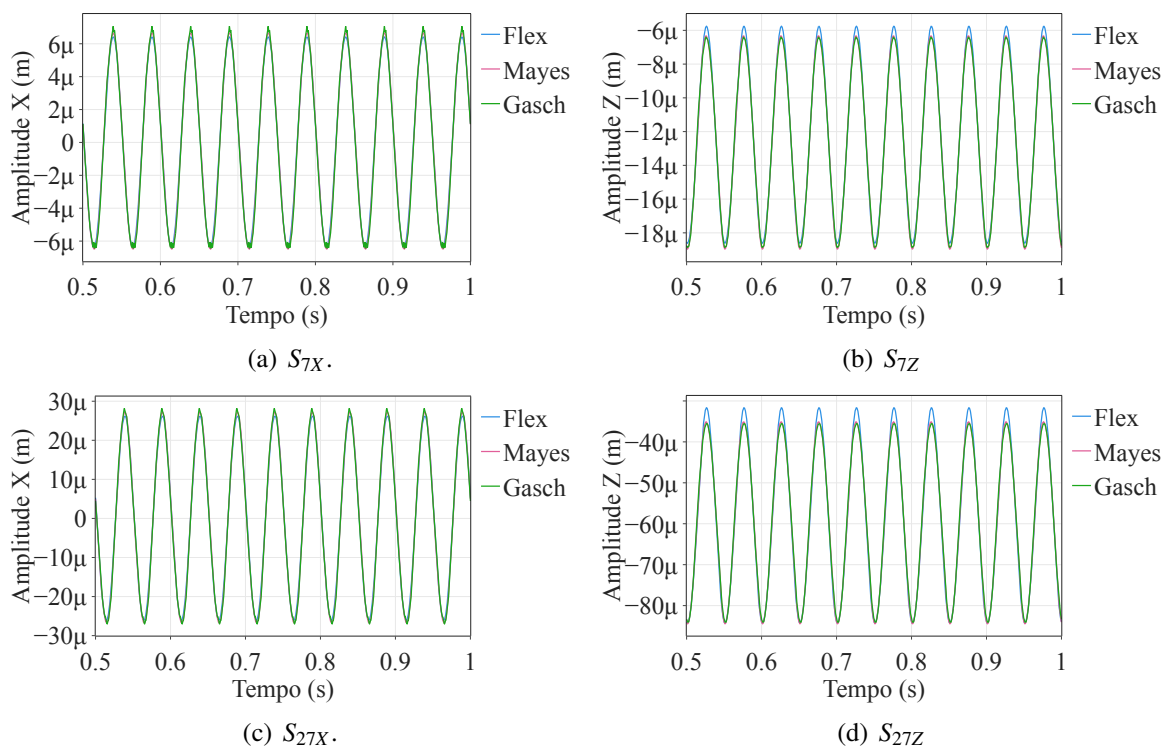 Amplitude X (m)
6μ
4μ
2μ
0
−2μ
−4μ
−6μ
0.5 0.6 0.7 0.8 0.9 1
Tempo (s)
Flex
Mayes
Gasch
(a) S7X.
Amplitude Z (m)
−6μ
−8μ
−10μ
−12μ
−14μ
−16μ
−18μ
0.5 0.6 0.7 0.8 0.9 1
Tempo (s)
Flex
Mayes
Gasch
(b) S7Z
Amplitude X (m)
30μ
20μ
10μ
0
−10μ
−20μ
−30μ
0.5 0.6 0.7 0.8 0.9 1
Tempo (s)
Flex
Mayes
Gasch
(c) S27X.
Amplitude Z (m)
−40μ
−50μ
−60μ
−70μ
−80μ
0.5 0.6 0.7 0.8 0.9 1
Tempo (s)
Flex
Mayes
Gasch
(d) S27Z